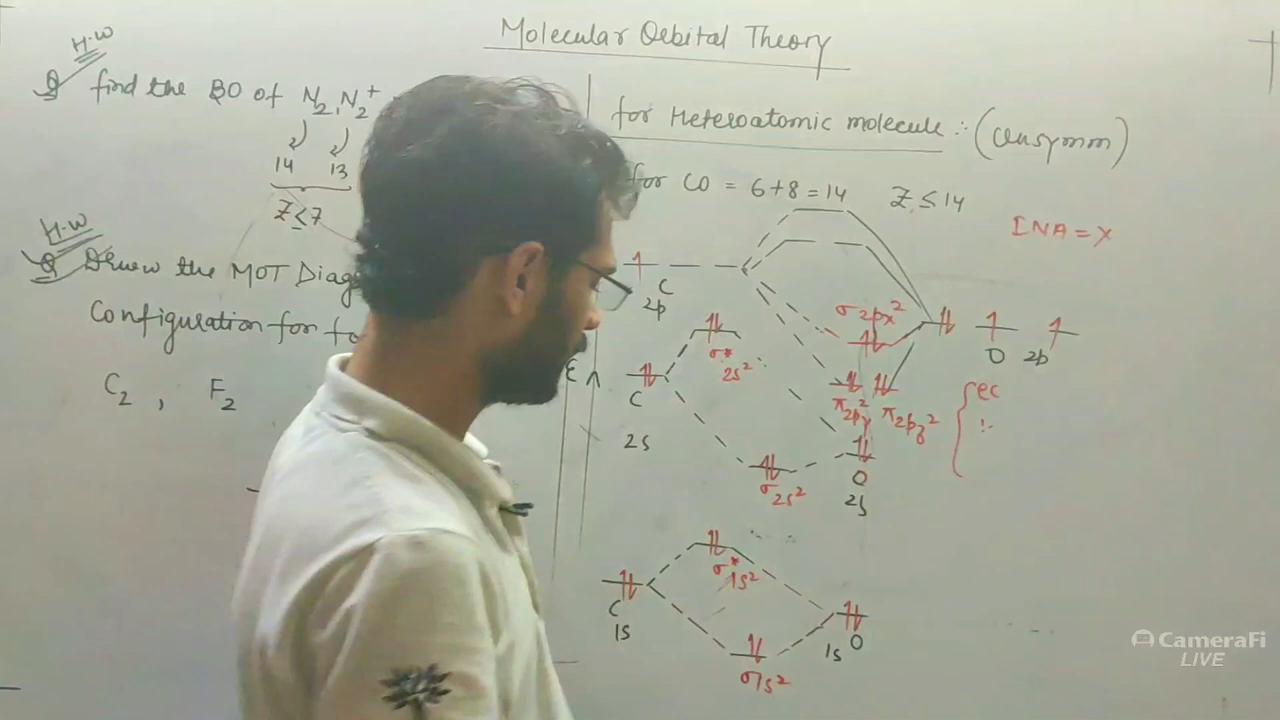 Molecular Orbital Theory
H.W
Q find the BO of N2, N2+
14 13
Z≤7
H.W
Q Draw the MOT Diag
Configuration for fo
C2 , F2
for Heteroatomic molecule :- (Unsymm)
for CO = 6+8=14 Z ≤ 14
INA = X
C
2p
σ2px²
O 2p
π2py² π2pz²
{ EC
:-
σ* 2s²
C
2s
E ↑
σ2s²
O
2s
σ* 1s²
C
1s
1s O
σ1s²
CameraFi
LIVE